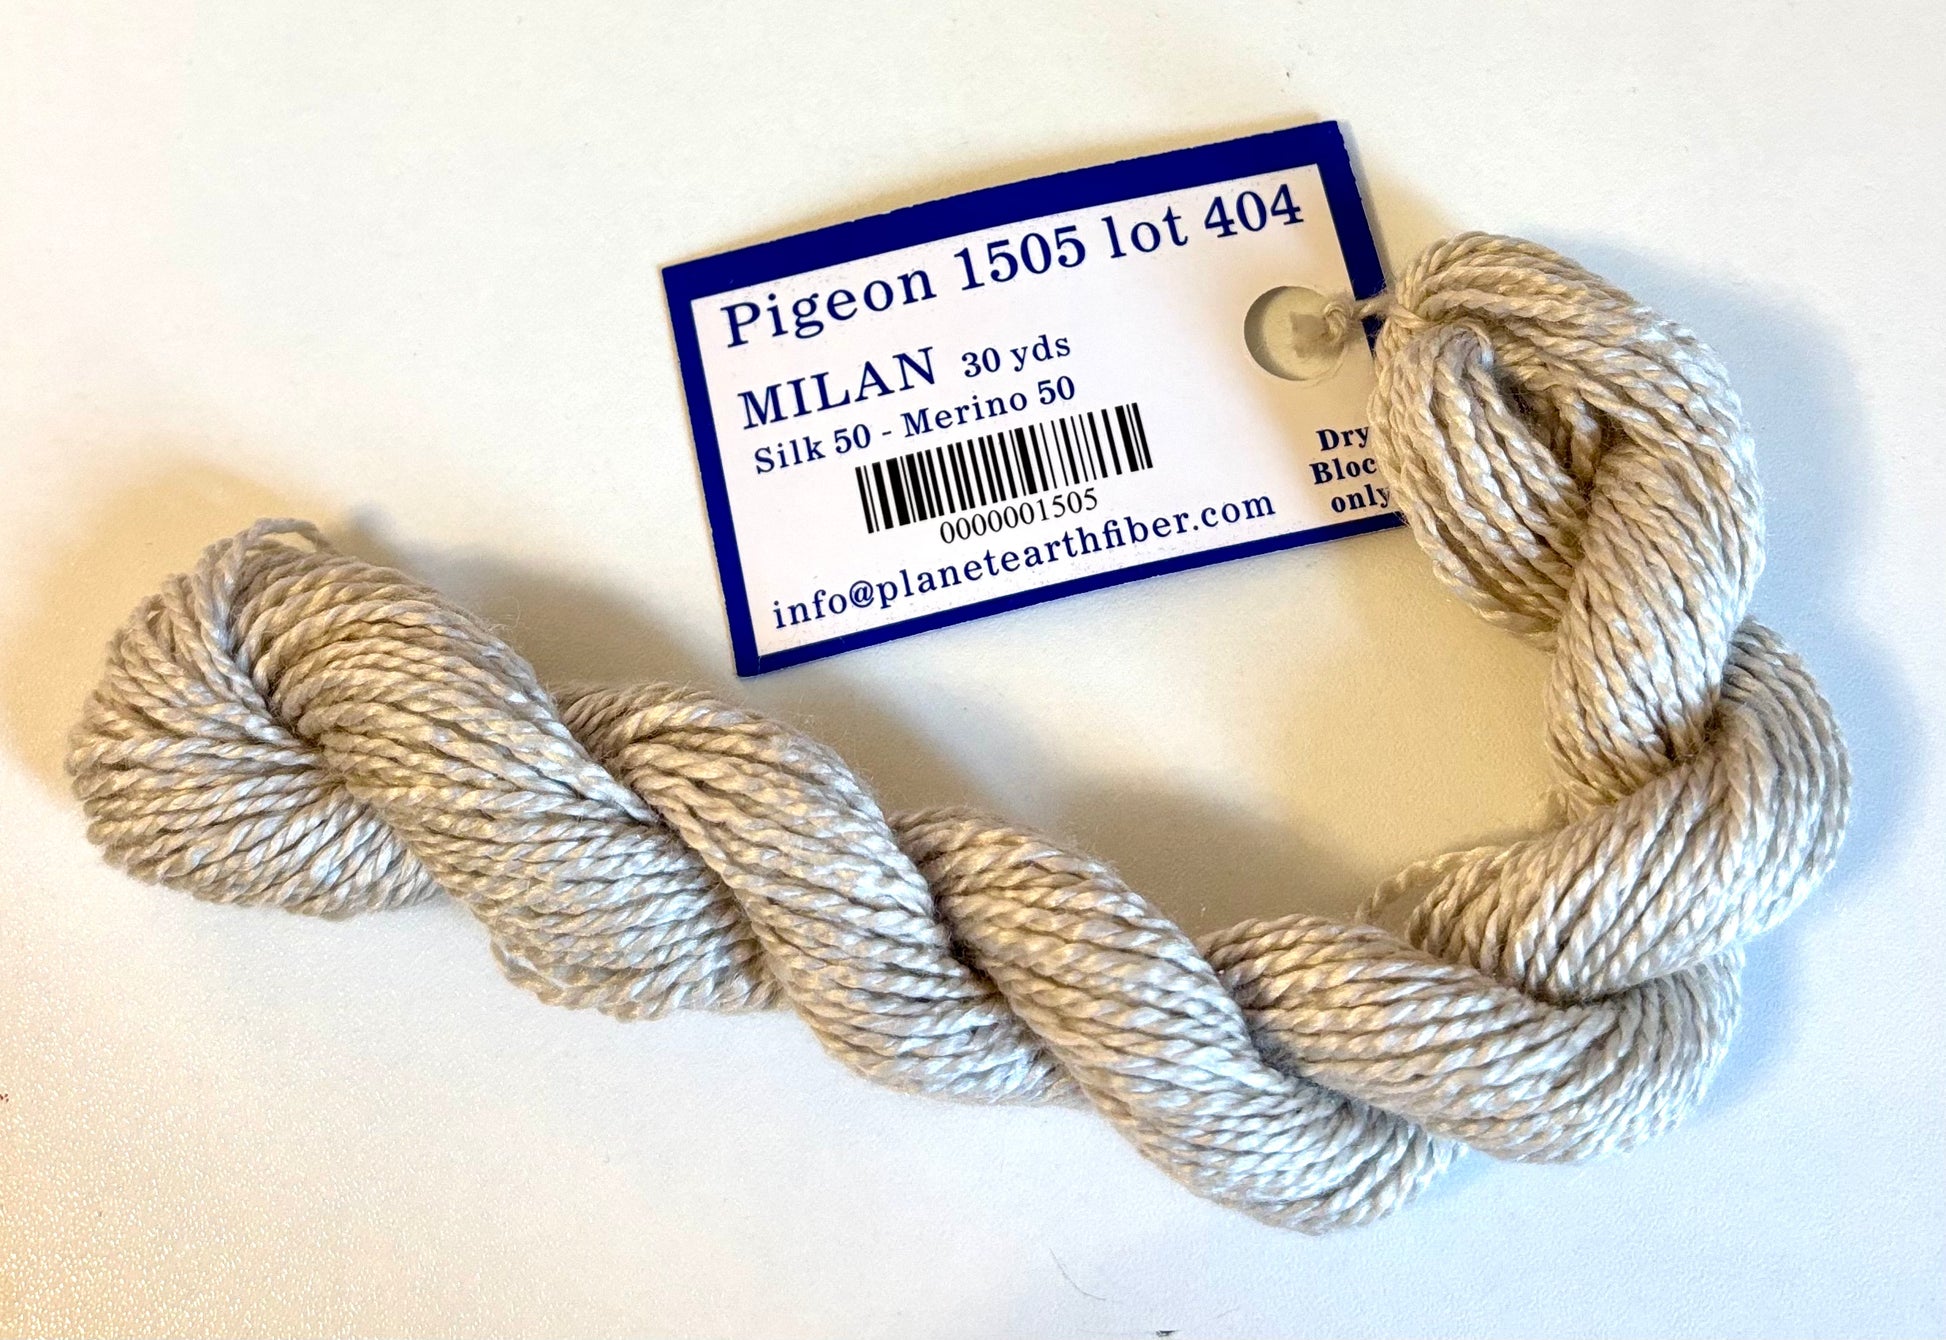 Pigeon 1505 lot 404
MILAN 30 yds
Silk 50 - Merino 50
0000001505
info@planetearthfiber.com
Dry
Bloc
only